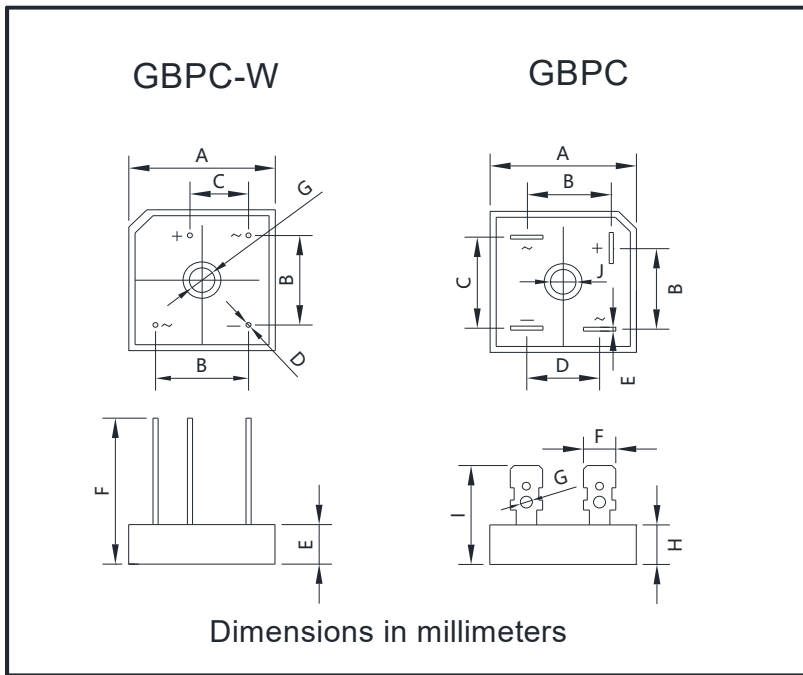 GBPC-W GBPC
A
C
G
+ ~
B
~ −
B
D
F
E
A
B
~ +
C
J
B
− ~
D
E
F
G
I
H
Dimensions in millimeters